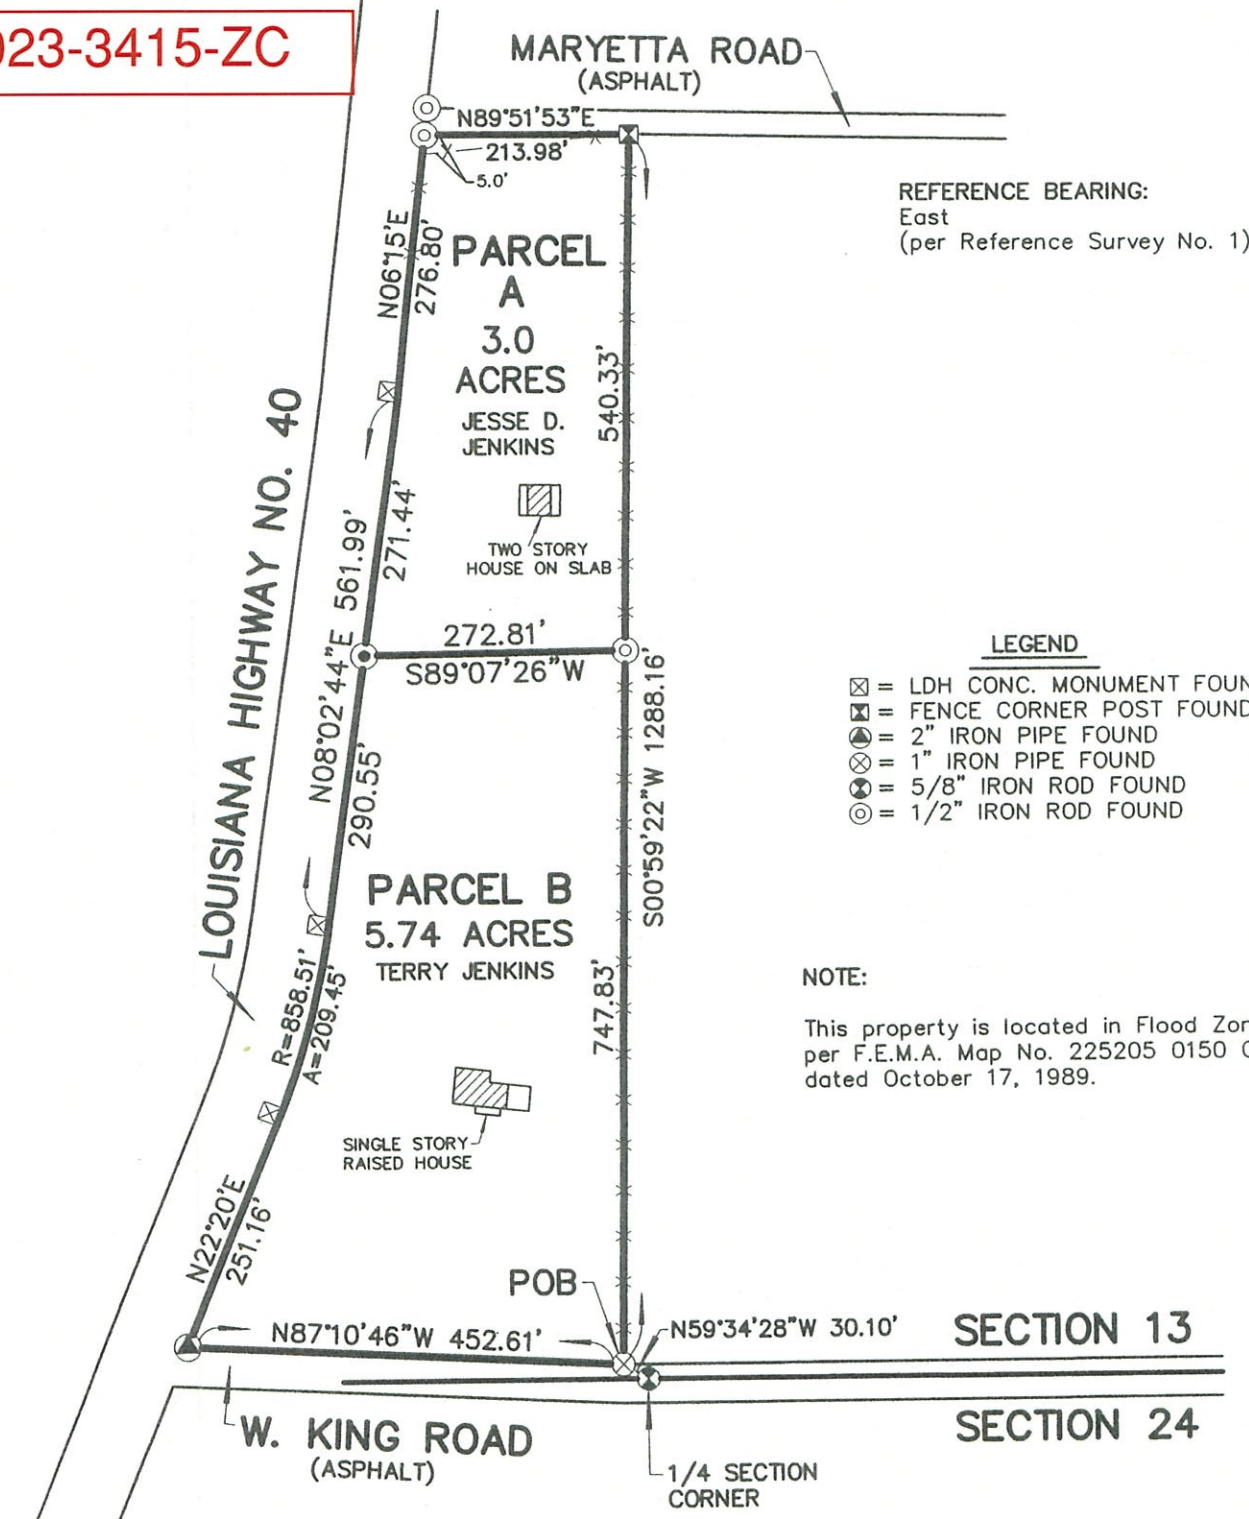 023-3415-ZC
MARYETTA ROAD
(ASPHALT)
N89°51'53"E
213.98'
5.0'
REFERENCE BEARING:
East
(per Reference Survey No. 1)
N06°15'E
276.80'
PARCEL
A
3.0
ACRES
JESSE D.
JENKINS
540.33'
LOUISIANA HIGHWAY NO. 40
TWO STORY
HOUSE ON SLAB
N08°02'44"E 561.99'
271.44'
272.81'
S89°07'26"W
LEGEND
= LDH CONC. MONUMENT FOUN
= FENCE CORNER POST FOUND
= 2" IRON PIPE FOUND
= 1" IRON PIPE FOUND
= 5/8" IRON ROD FOUND
= 1/2" IRON ROD FOUND
S00°59'22"W 1288.16'
290.55'
PARCEL B
5.74 ACRES
TERRY JENKINS
747.83'
R=858.51'
A=209.45'
NOTE:
This property is located in Flood Zon
per F.E.M.A. Map No. 225205 0150 C
dated October 17, 1989.
SINGLE STORY
RAISED HOUSE
N22°20'E
251.16'
POB
N87°10'46"W 452.61'
N59°34'28"W 30.10'
SECTION 13
SECTION 24
W. KING ROAD
(ASPHALT)
1/4 SECTION
CORNER